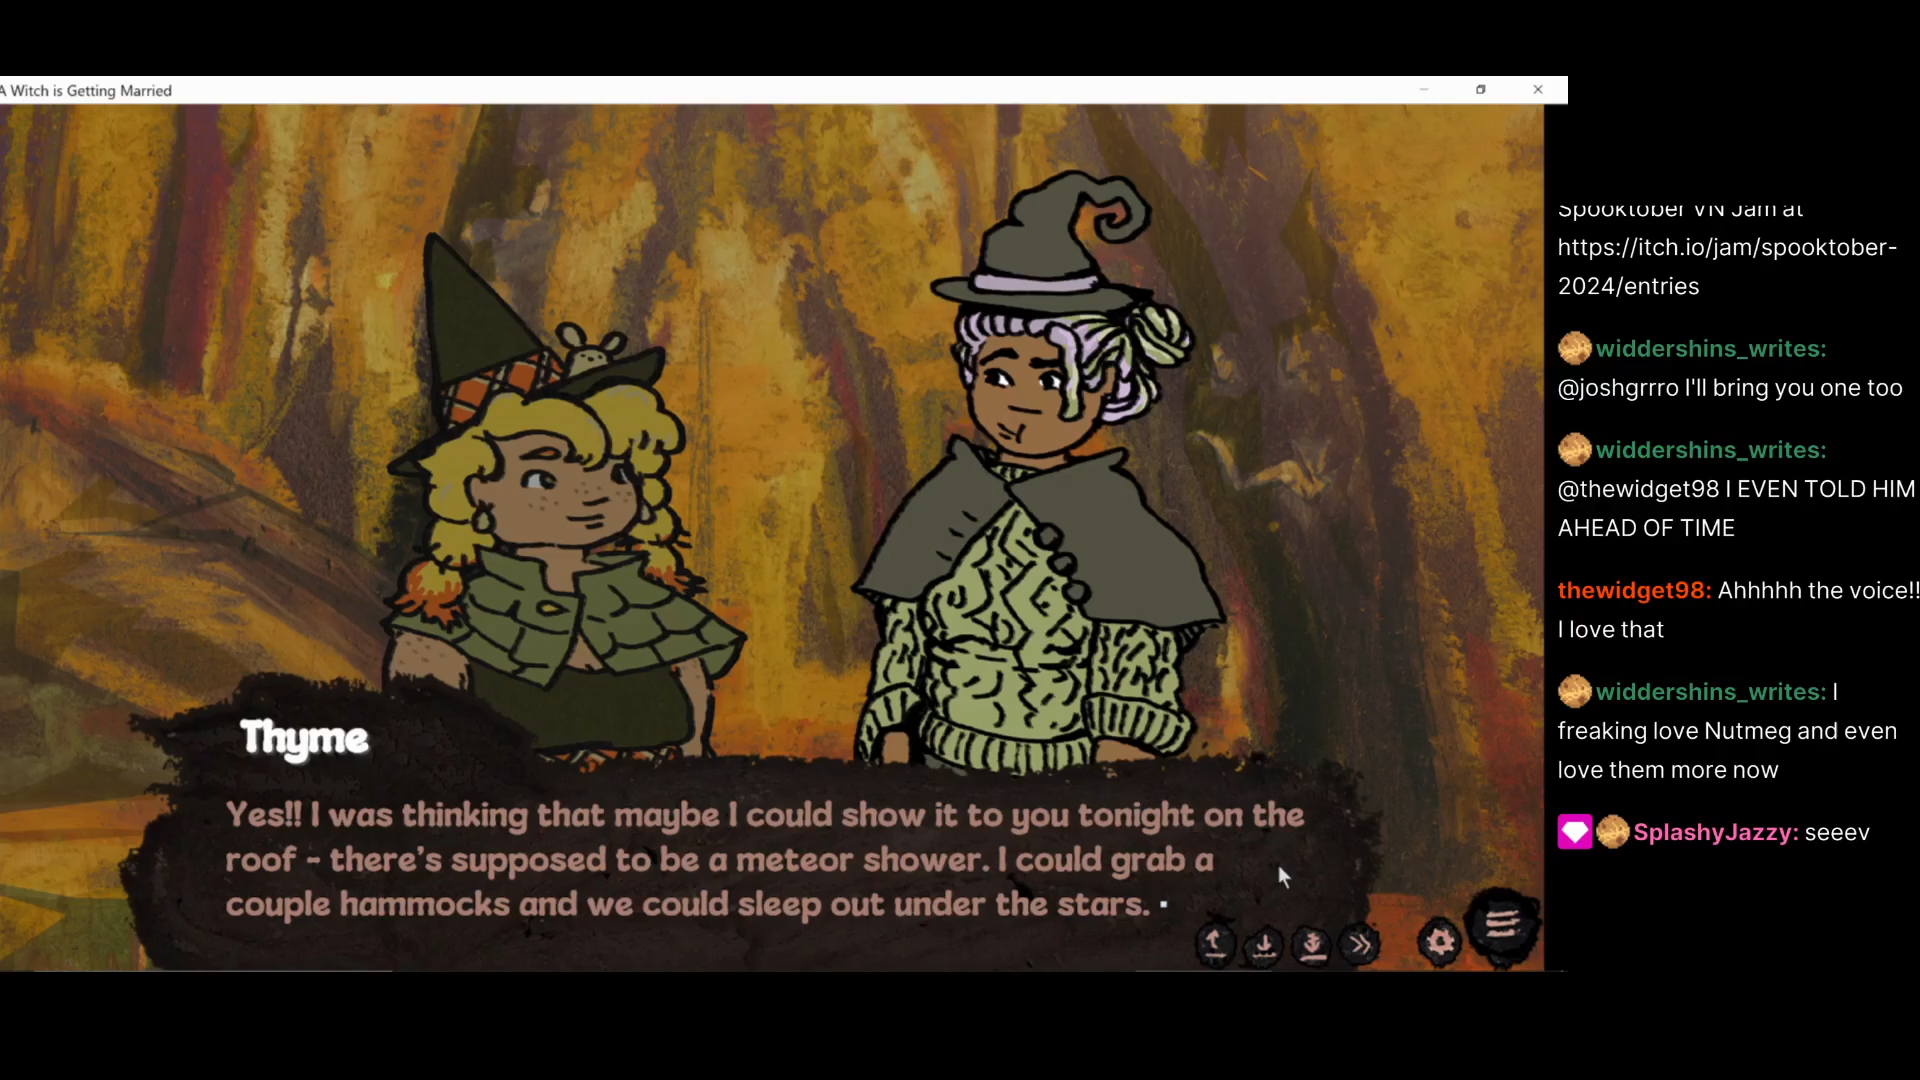 A Witch is Getting Married
Thyme
Yes!! I was thinking that maybe I could show it to you tonight on the
roof - there's supposed to be a meteor shower. I could grab a
couple hammocks and we could sleep out under the stars.
Spooktober VN Jam at
https://itch.io/jam/spooktober-
2024/entries
widdershins_writes:
@joshgrrro I'll bring you one too
widdershins_writes:
@thewidget98 I EVEN TOLD HIM
AHEAD OF TIME
thewidget98: Ahhhhh the voice!!
I love that
widdershins_writes: I
freaking love Nutmeg and even
love them more now
SplashyJazzy: seeev